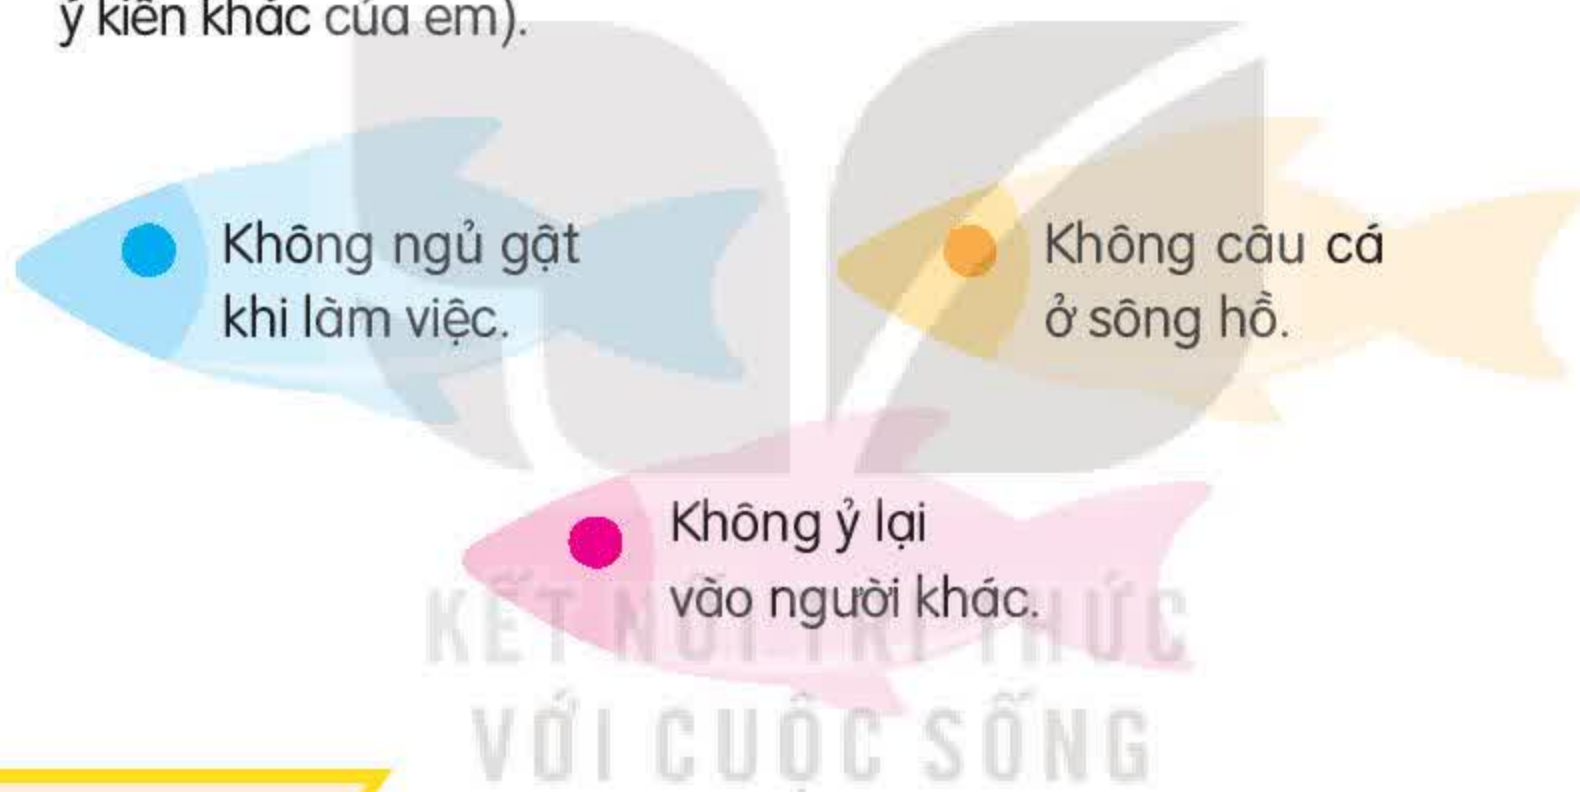 ý kiến khác của em).
Không ngủ gật
khi làm việc.
Không câu cá
ở sông hồ.
Không ỷ lại
vào người khác.
KẾT NỐI TRI THỨC
VỚI CUỘC SỐNG